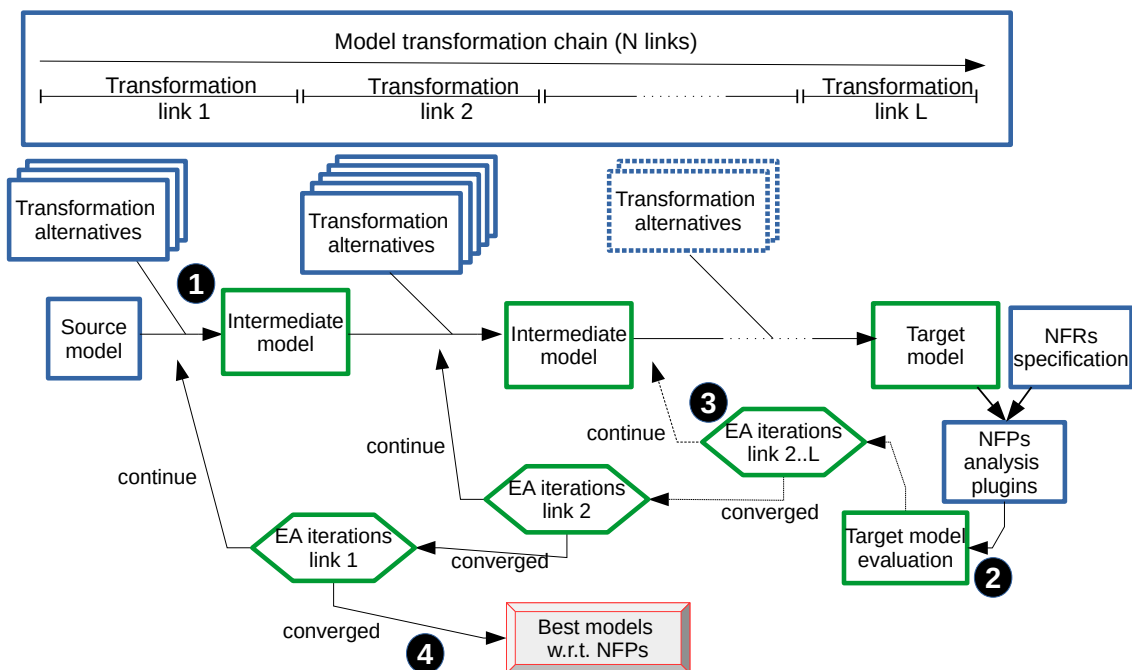 Model transformation chain (N links)
Transformation
link 1
Transformation
link 2
Transformation
link L
Transformation
alternatives
Transformation
alternatives
Transformation
alternatives
1
Source
model
Intermediate
model
Intermediate
model
Target
model
NFRs
specification
3
continue
EA iterations
link 2..L
NFPs
analysis
plugins
continue
continue
EA iterations
link 2
converged
Target model
evaluation
2
EA iterations
link 1
converged
converged
4
Best models
w.r.t. NFPs